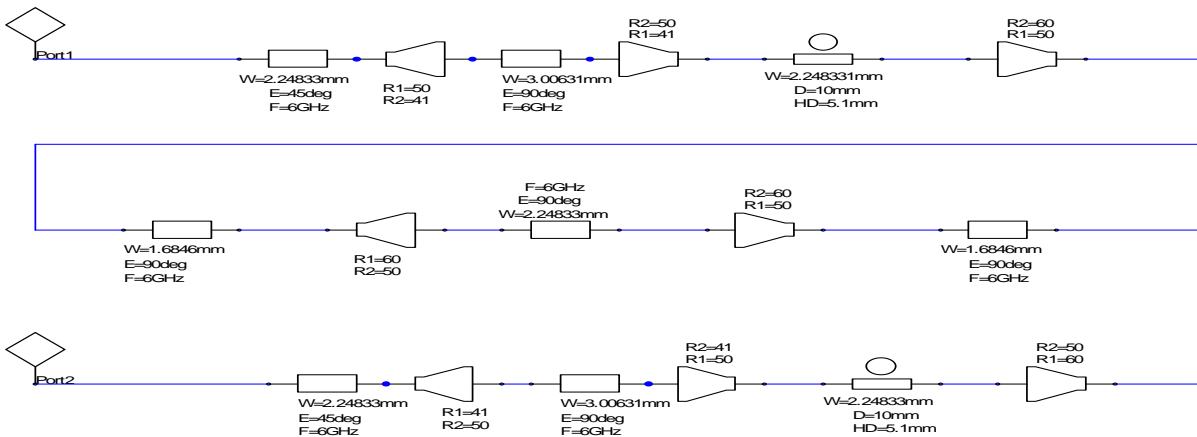 Port1
W=2.24833mm
E=45deg
F=6GHz
R1=50
R2=41
W=3.00631mm
E=90deg
F=6GHz
R2=50
R1=41
W=2.248331mm
D=10mm
HD=5.1mm
R2=60
R1=50
W=1.6846mm
E=90deg
F=6GHz
R1=60
R2=50
F=6GHz
E=90deg
W=2.24833mm
R2=60
R1=50
W=1.6846mm
E=90deg
F=6GHz
Port2
W=2.24833mm
E=45deg
F=6GHz
R1=41
R2=50
W=3.00631mm
E=90deg
F=6GHz
R2=41
R1=50
W=2.24833mm
D=10mm
HD=5.1mm
R2=50
R1=60